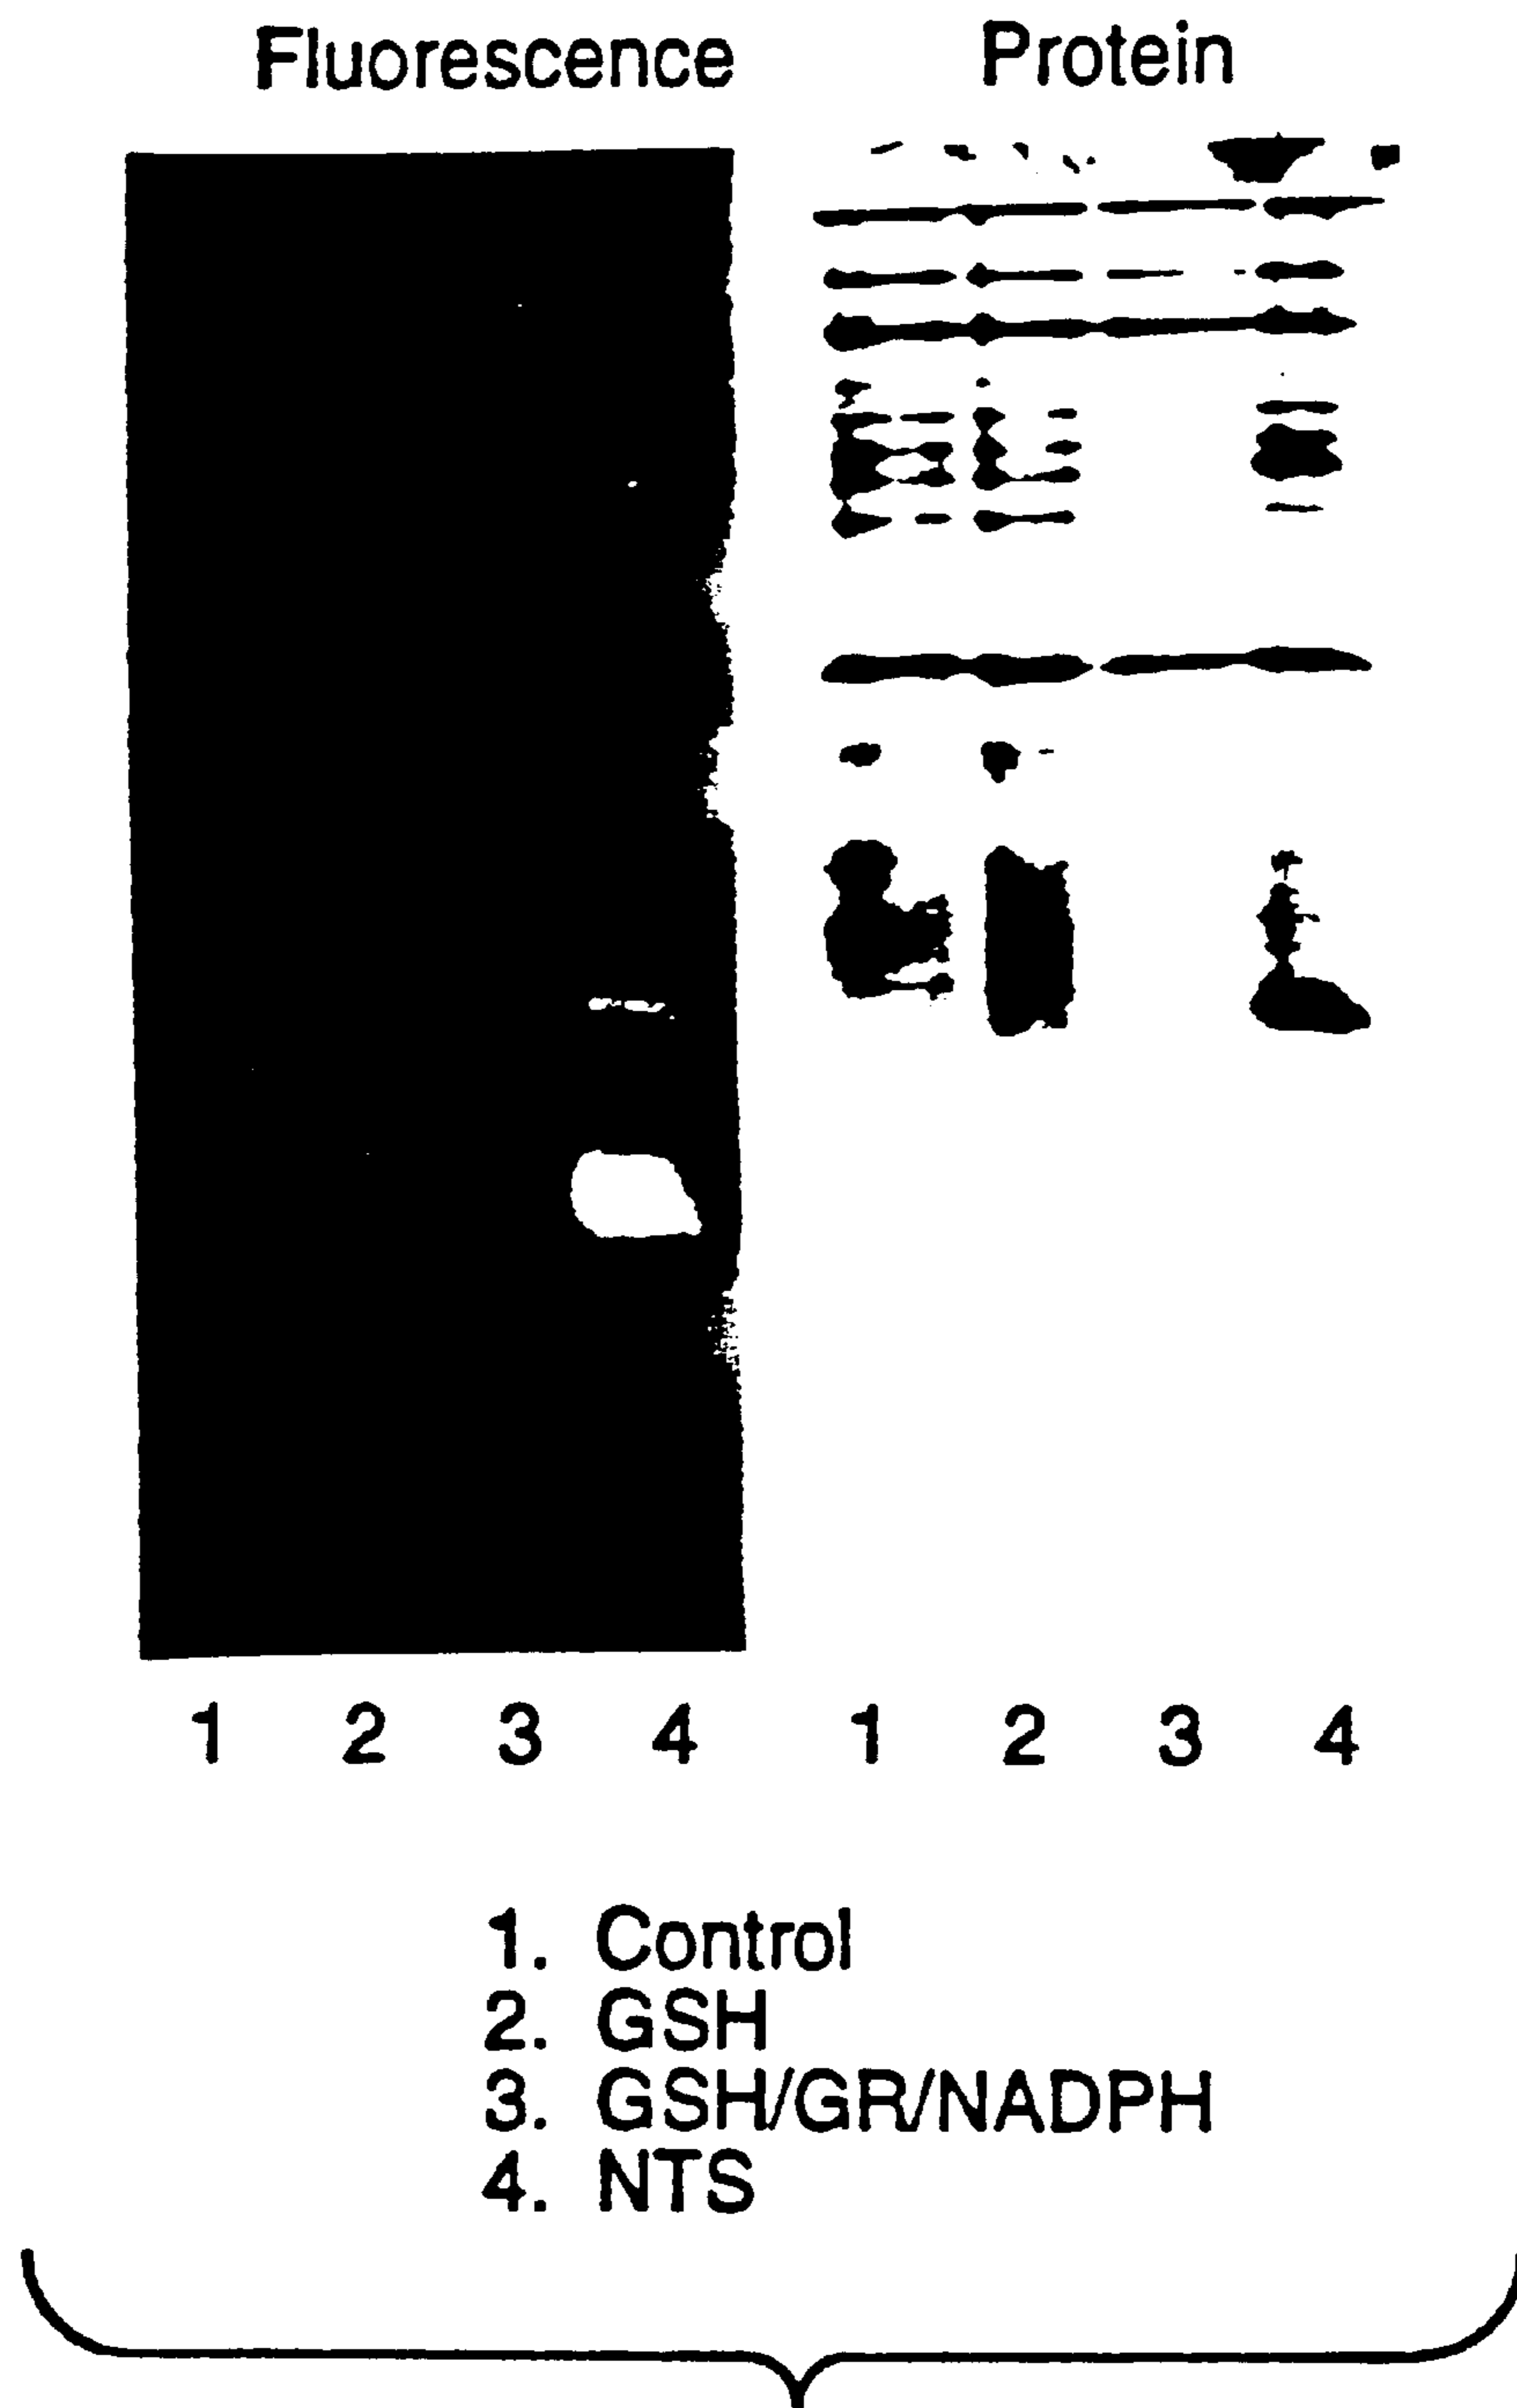 Fluorescence Protein
1 2 3 4 1 2 3 4
1. Control
2. GSH
3. GSH/GR/NADPH
4. NTS